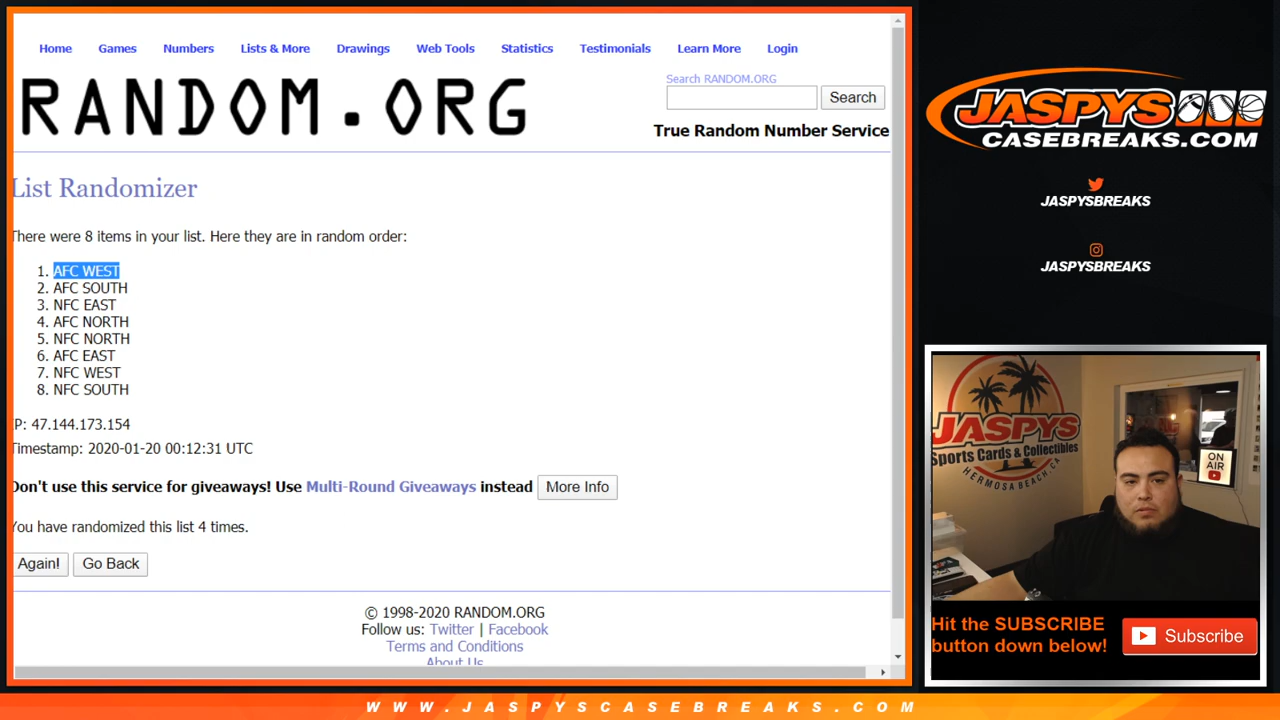 Home Games Numbers Lists & More Drawings Web Tools Statistics Testimonials Learn More Login
RANDOM.ORG
Search RANDOM.ORG
Search
True Random Number Service
List Randomizer
There were 8 items in your list. Here they are in random order:
1. AFC WEST
2. AFC SOUTH
3. NFC EAST
4. AFC NORTH
5. NFC NORTH
6. AFC EAST
7. NFC WEST
8. NFC SOUTH
IP: 47.144.173.154
Timestamp: 2020-01-20 00:12:31 UTC
Don't use this service for giveaways! Use Multi-Round Giveaways instead More Info
You have randomized this list 4 times.
Again! Go Back
© 1998-2020 RANDOM.ORG
Follow us: Twitter | Facebook
Terms and Conditions
About Us
JASPYS
CASEBREAKS.COM
JASPYSBREAKS
JASPYSBREAKS
JASPYS
Sports Cards & Collectibles
HERMOSA BEACH, CA
ON
AIR
Hit the SUBSCRIBE
button down below!
Subscribe
WWW.JASPYSCASEBREAKS.COM